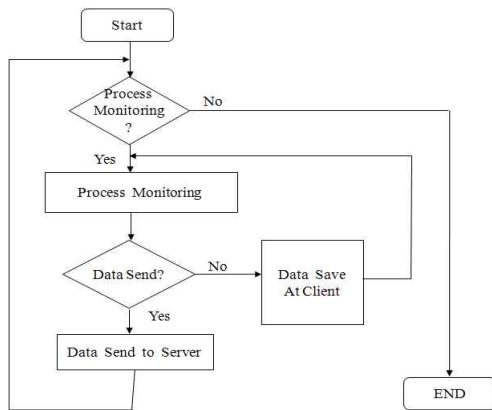 Start
Process
Monitoring
?
No
Yes
Process Monitoring
Data Send?
No
Data Save
At Client
Yes
Data Send to Server
END